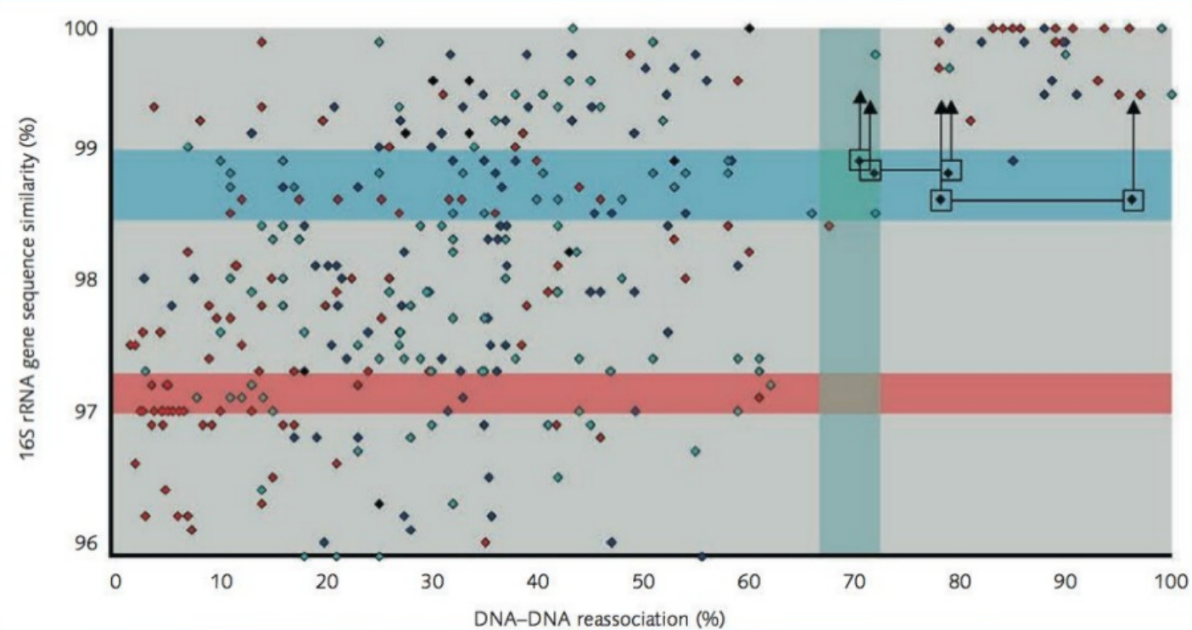 100
99
98
97
96
16S rRNA gene sequence similarity (%)
0 10 20 30 40 50 60 70 80 90 100
DNA–DNA reassociation (%)